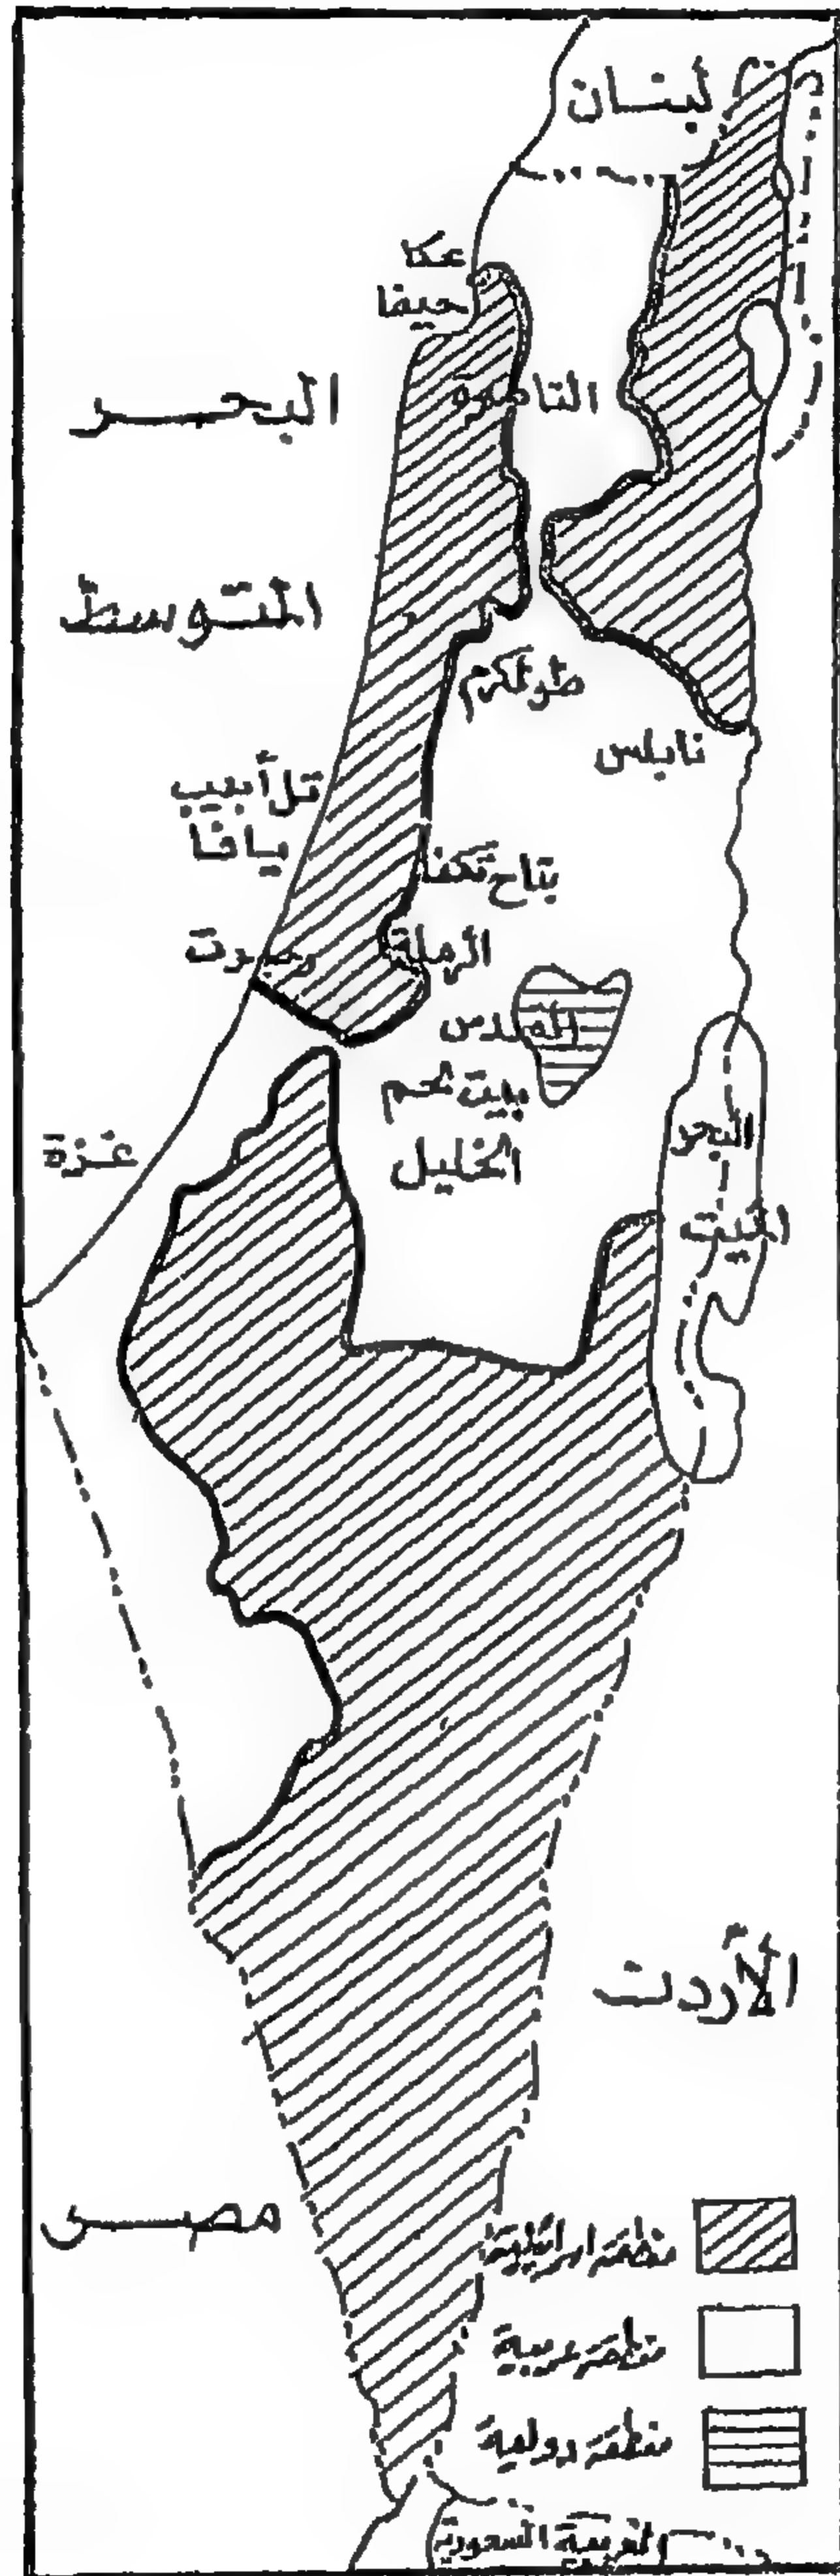 لبنان
عكا
حيفا
الناصرة
البحر
المتوسط
طولكرم
نابلس
تل أبيب
يافا
بتاح تكفا
الرملة
القدس
بيت لحم
الخليل
غزة
البحر
الميت
الأردن
مصر
منطقة اسرائيلية
منطقة عربية
منطقة دولية
العربية السعودية